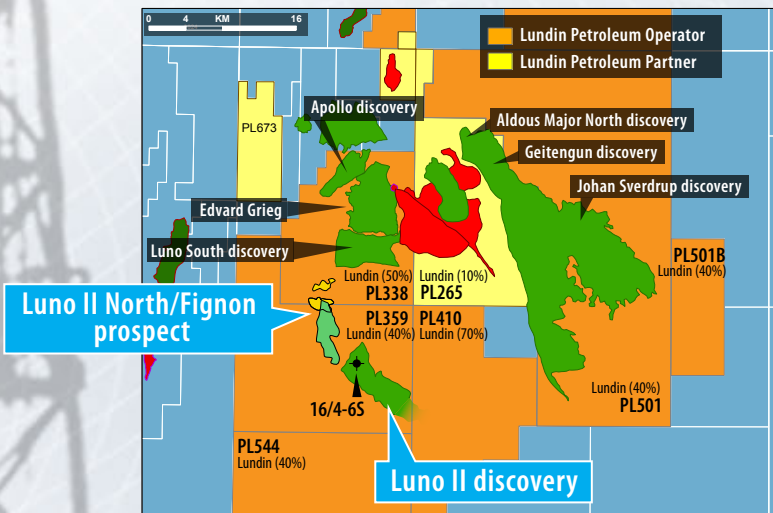 0 4 KM 16
Lundin Petroleum Operator
Lundin Petroleum Partner
PL673
Apollo discovery
Aldous Major North discovery
Geitengun discovery
Johan Sverdrup discovery
Edvard Grieg
Luno South discovery
PL501B
Lundin (40%)
Lundin (50%)
PL338
Lundin (10%)
PL265
Luno II North/Fignon
prospect
PL359
Lundin (40%)
PL410
Lundin (70%)
Lundin (40%)
PL501
16/4-6S
PL544
Lundin (40%)
Luno II discovery